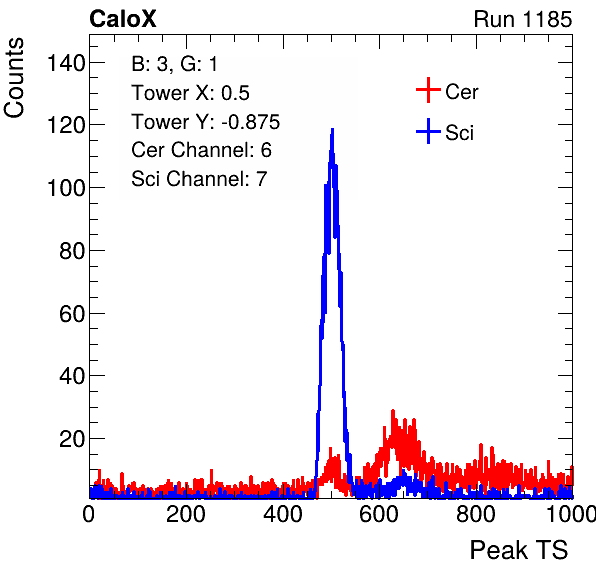 CaloX Run 1185
Counts
B: 3, G: 1
Tower X: 0.5
Tower Y: -0.875
Cer Channel: 6
Sci Channel: 7
Cer
Sci
140
120
100
80
60
40
20
0 200 400 600 800 1000
Peak TS